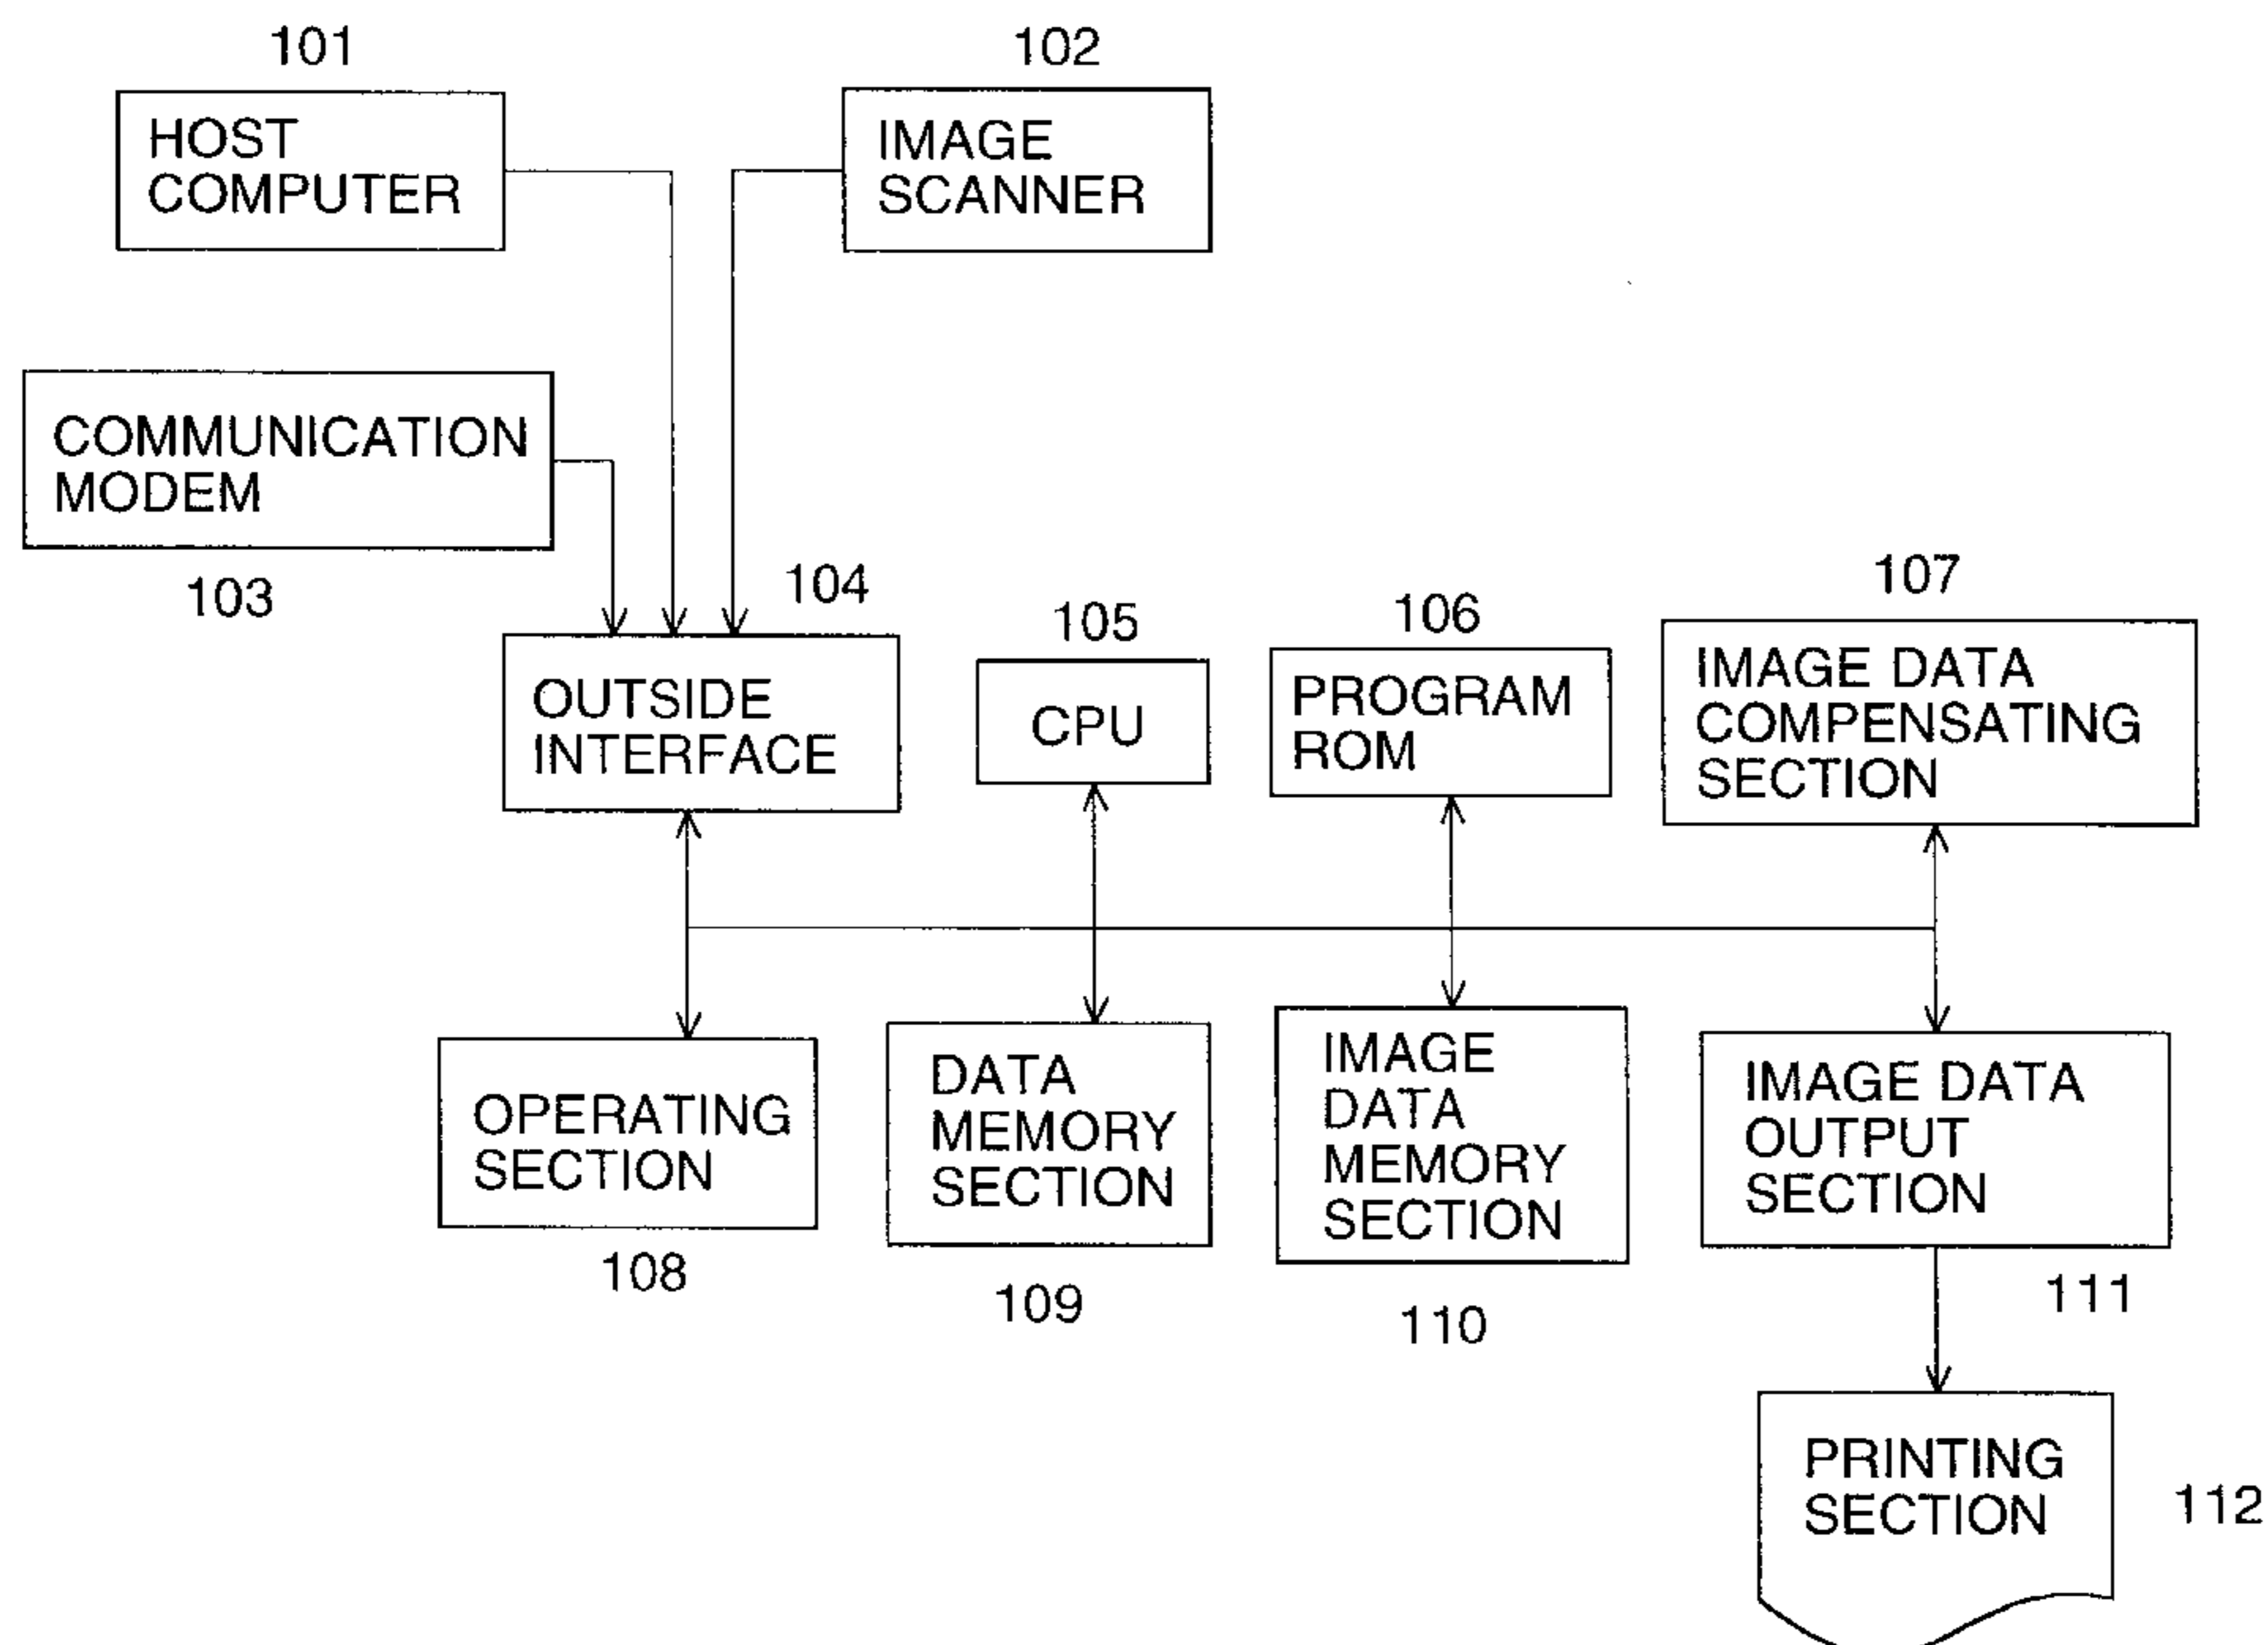 101
HOST
COMPUTER
102
IMAGE
SCANNER
COMMUNICATION
MODEM
103
104
OUTSIDE
INTERFACE
105
CPU
106
PROGRAM
ROM
107
IMAGE DATA
COMPENSATING
SECTION
OPERATING
SECTION
108
DATA
MEMORY
SECTION
109
IMAGE
DATA
MEMORY
SECTION
110
IMAGE DATA
OUTPUT
SECTION
111
PRINTING
SECTION
112